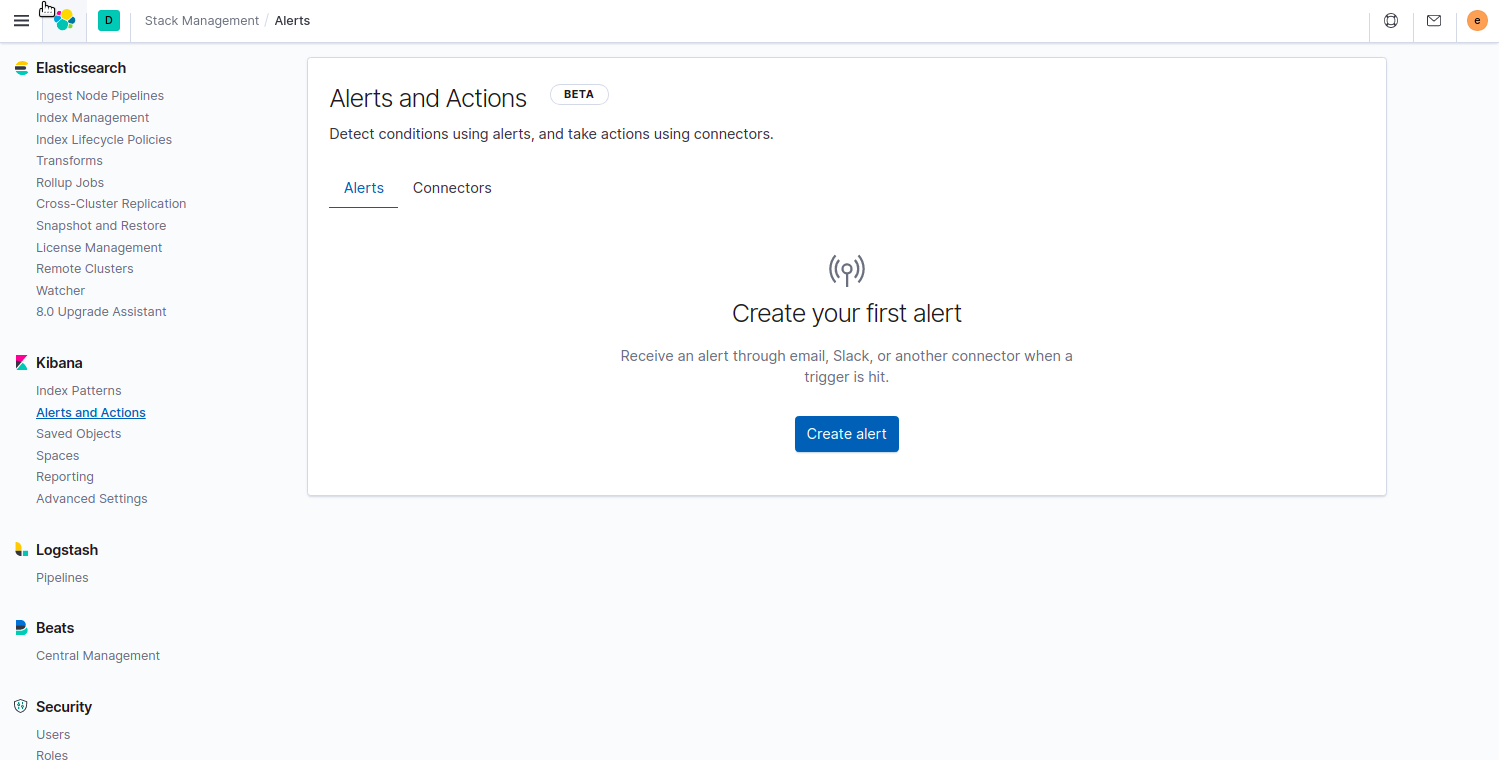 D
Stack Management / Alerts
e
Elasticsearch
Ingest Node Pipelines
Index Management
Index Lifecycle Policies
Transforms
Rollup Jobs
Cross-Cluster Replication
Snapshot and Restore
License Management
Remote Clusters
Watcher
8.0 Upgrade Assistant
Kibana
Index Patterns
Alerts and Actions
Saved Objects
Spaces
Reporting
Advanced Settings
Logstash
Pipelines
Beats
Central Management
Security
Users
Roles
Alerts and Actions BETA
Detect conditions using alerts, and take actions using connectors.
Alerts Connectors
Create your first alert
Receive an alert through email, Slack, or another connector when a
trigger is hit.
Create alert